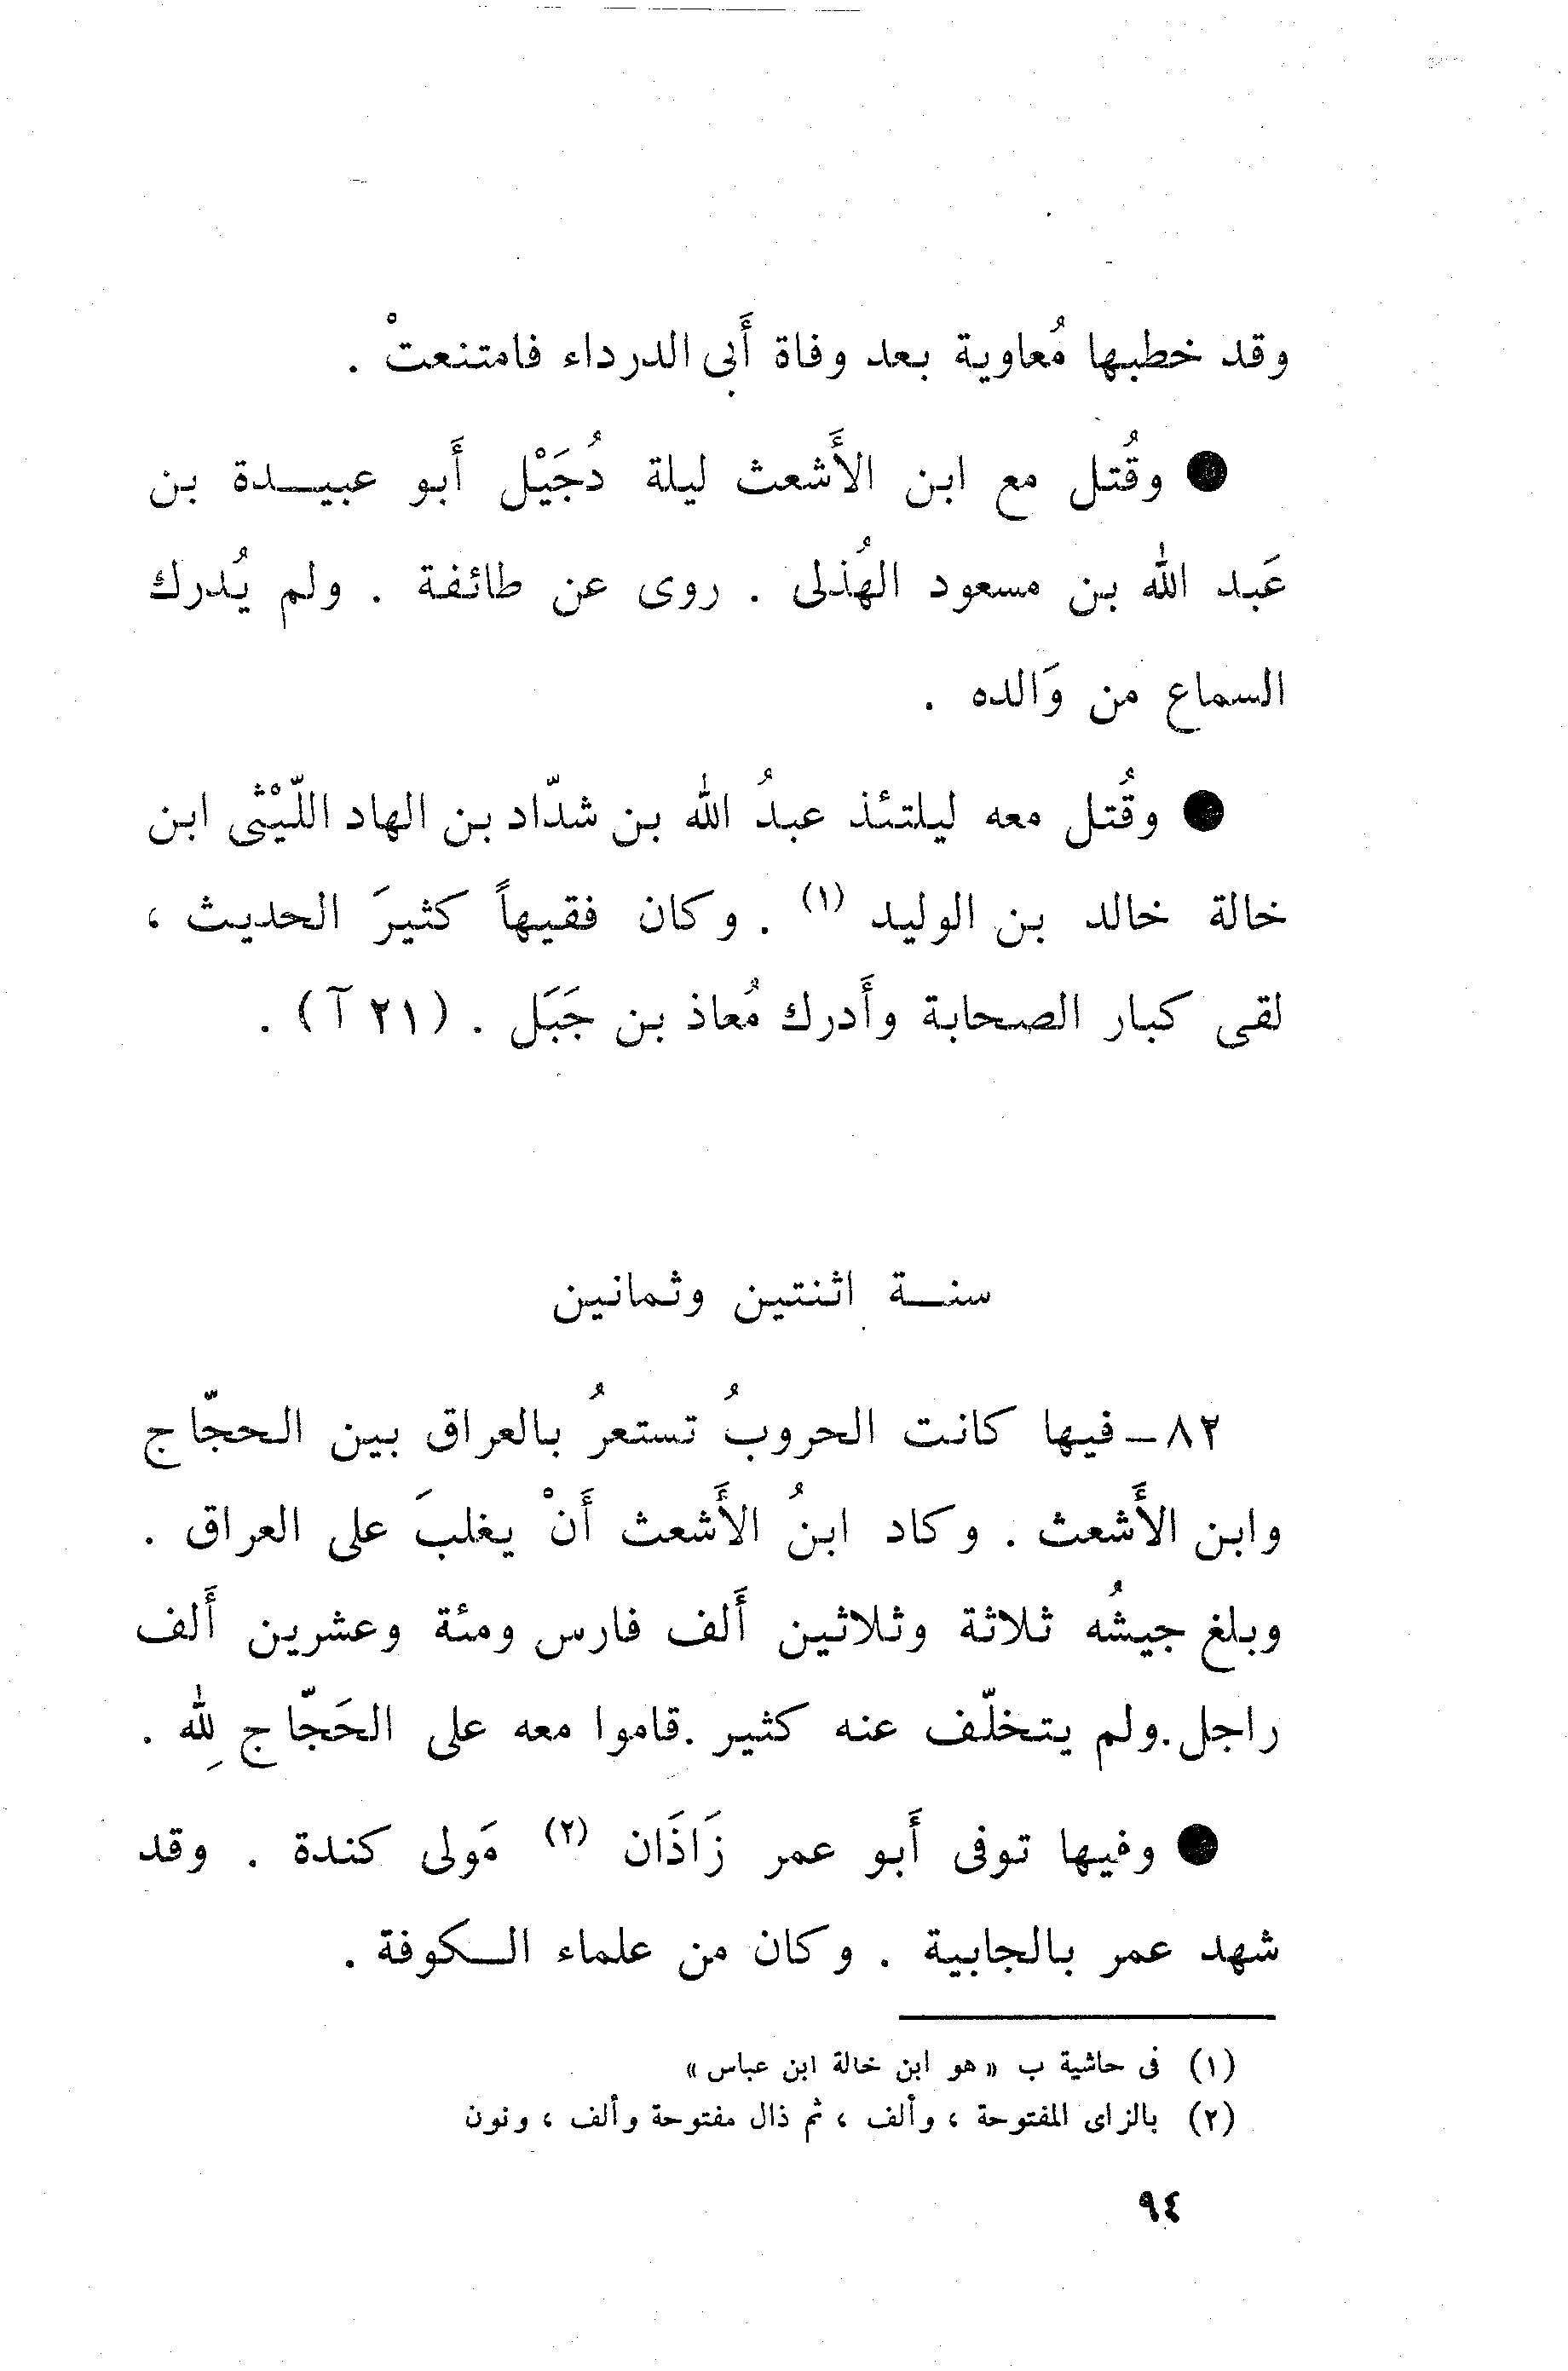 وقد خطبها مُعاوية بعد وفاة أَبى الدرداء فامتنعتْ .
● وقُتل مع ابن الأَشعث ليلة دُجَيْل أَبو عبيـــدة بن
عَبد الله بن مسعود الهُذلى . روى عن طائفة . ولم يُدرك
السماع من وَالده .
● وقُتل معه ليلتئذ عبدُ الله بن شدّاد بن الهاد اللّيْثى ابن
خالة خالد بن الوليد (١) . وكان فقيهاً كثيرَ الحديث ،
لقى كبار الصحابة وأَدرك مُعاذ بن جَبَل . (٢١ آ) .
سنـــة اثنتين وثمانين
٨٢ – فيها كانت الحروبُ تستعرُ بالعراق بين الحجّاج
وابن الأَشعث . وكاد ابنُ الأَشعث أَنْ يغلبَ على العراق .
وبلغ جيشُه ثلاثة وثلاثين أَلف فارس ومئة وعشرين أَلف
راجل.ولم يتخلّف عنه كثير .قاموا معه على الحَجّاج لِلّه .
● وفيها توفى أَبو عمر زَاذَان (٢) مَولى كندة . وقد
شهد عمر بالجابية . وكان من علماء الـــكوفة .
(١) فى حاشية ب « هو ابن خالة ابن عباس »
(٢) بالزاى المفتوحة ، وألف ، ثم ذال مفتوحة وألف ، ونون
٩٤